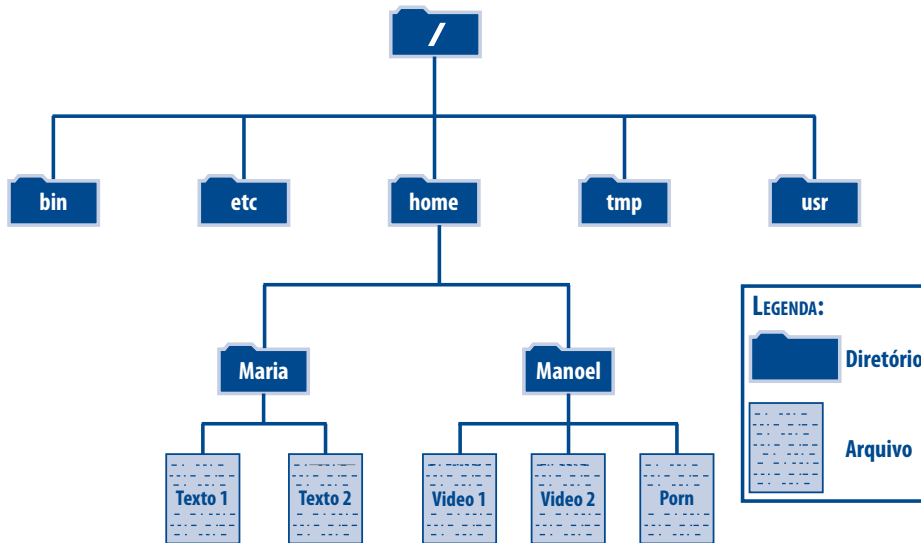 /
bin etc home tmp usr
LEGENDA:
Diretório
Maria Manoel
Arquivo
Texto 1 Texto 2 Video 1 Video 2 Porn